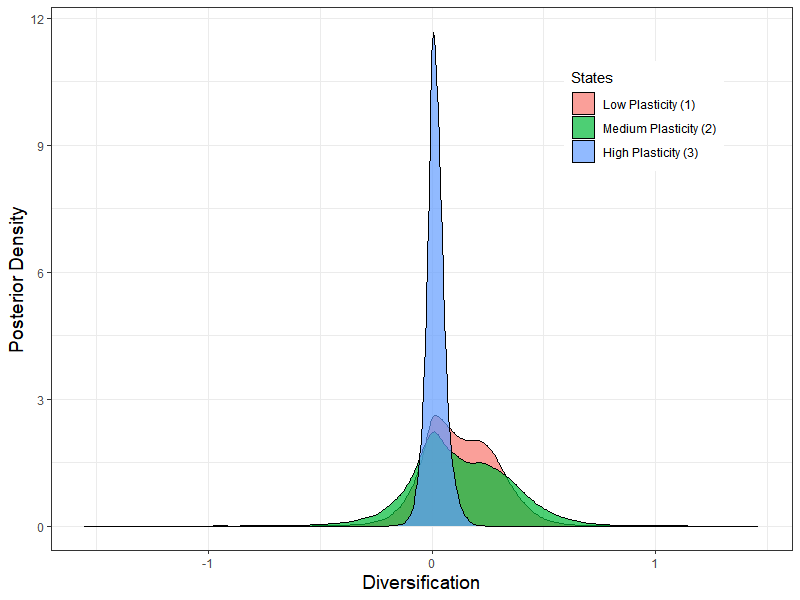 12
9
6
3
0
-1
0
1
Posterior Density
Diversification
States
Low Plasticity (1)
Medium Plasticity (2)
High Plasticity (3)